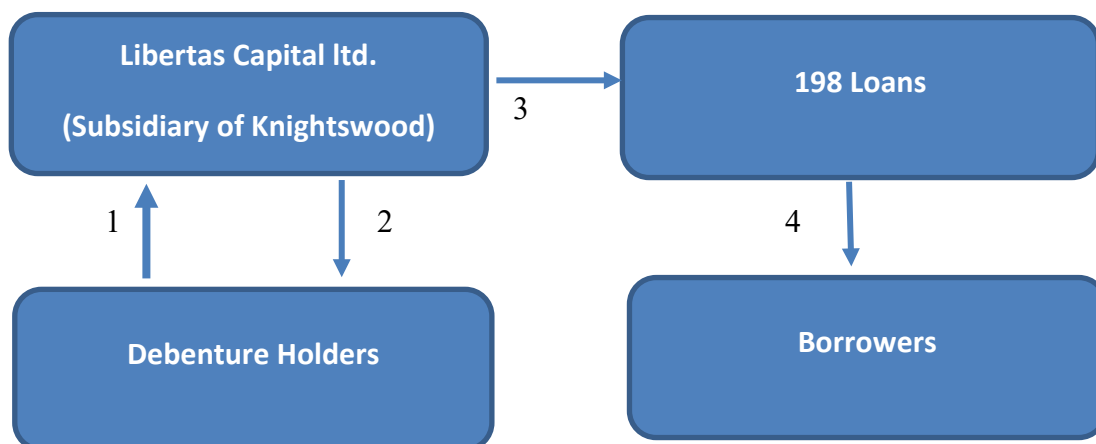 Libertas Capital ltd.
(Subsidiary of Knightswood)
3
198 Loans
1
2
4
Debenture Holders
Borrowers